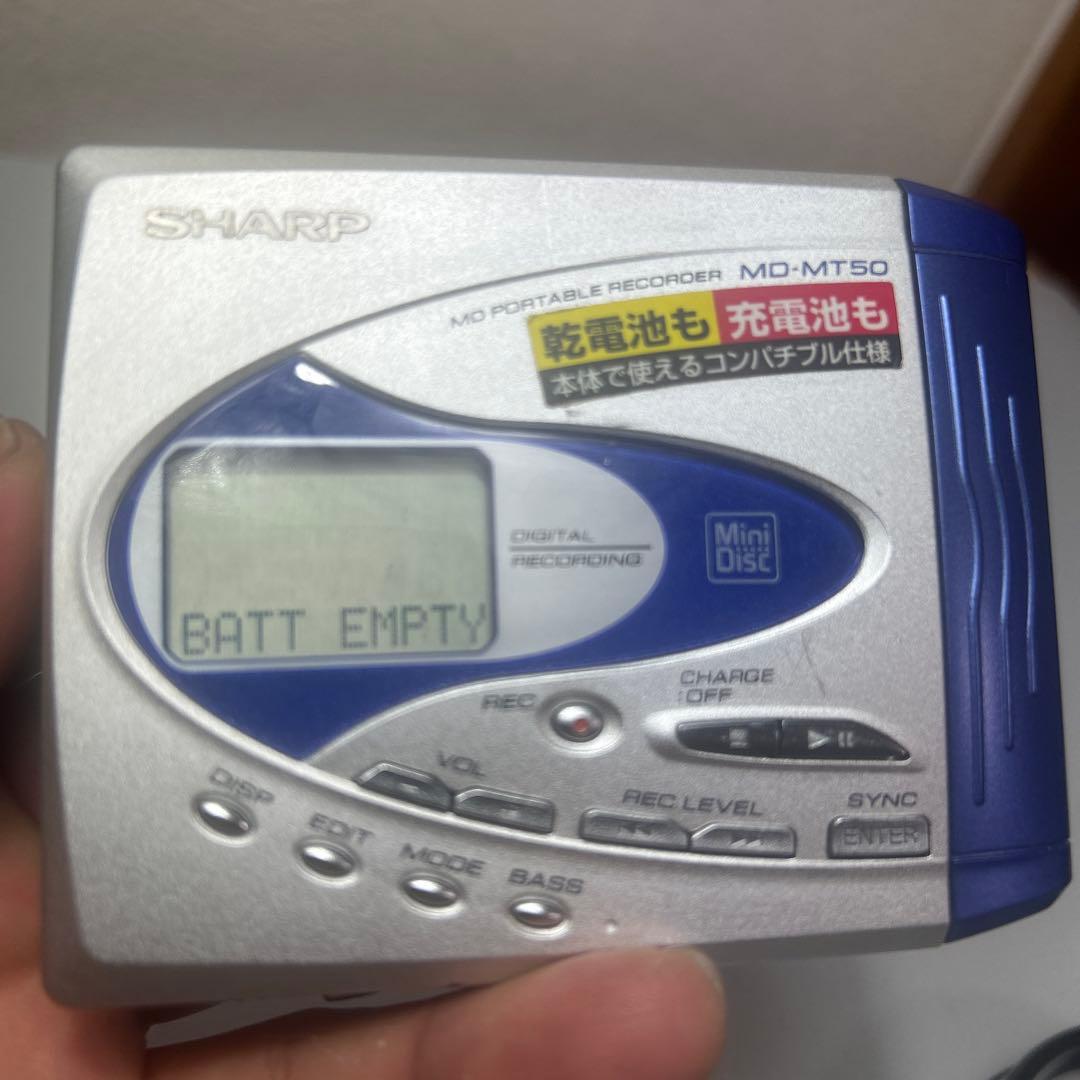 SHARP
MD PORTABLE RECORDER MD-MT50
乾電池も 充電池も
本体で使えるコンパチブル仕様
DIGITAL
RECORDING
Mini
Disc
BATT EMPTY
CHARGE
:OFF
REC
VOL
REC LEVEL
SYNC
ENTER
DISP
EDIT
MODE
BASS